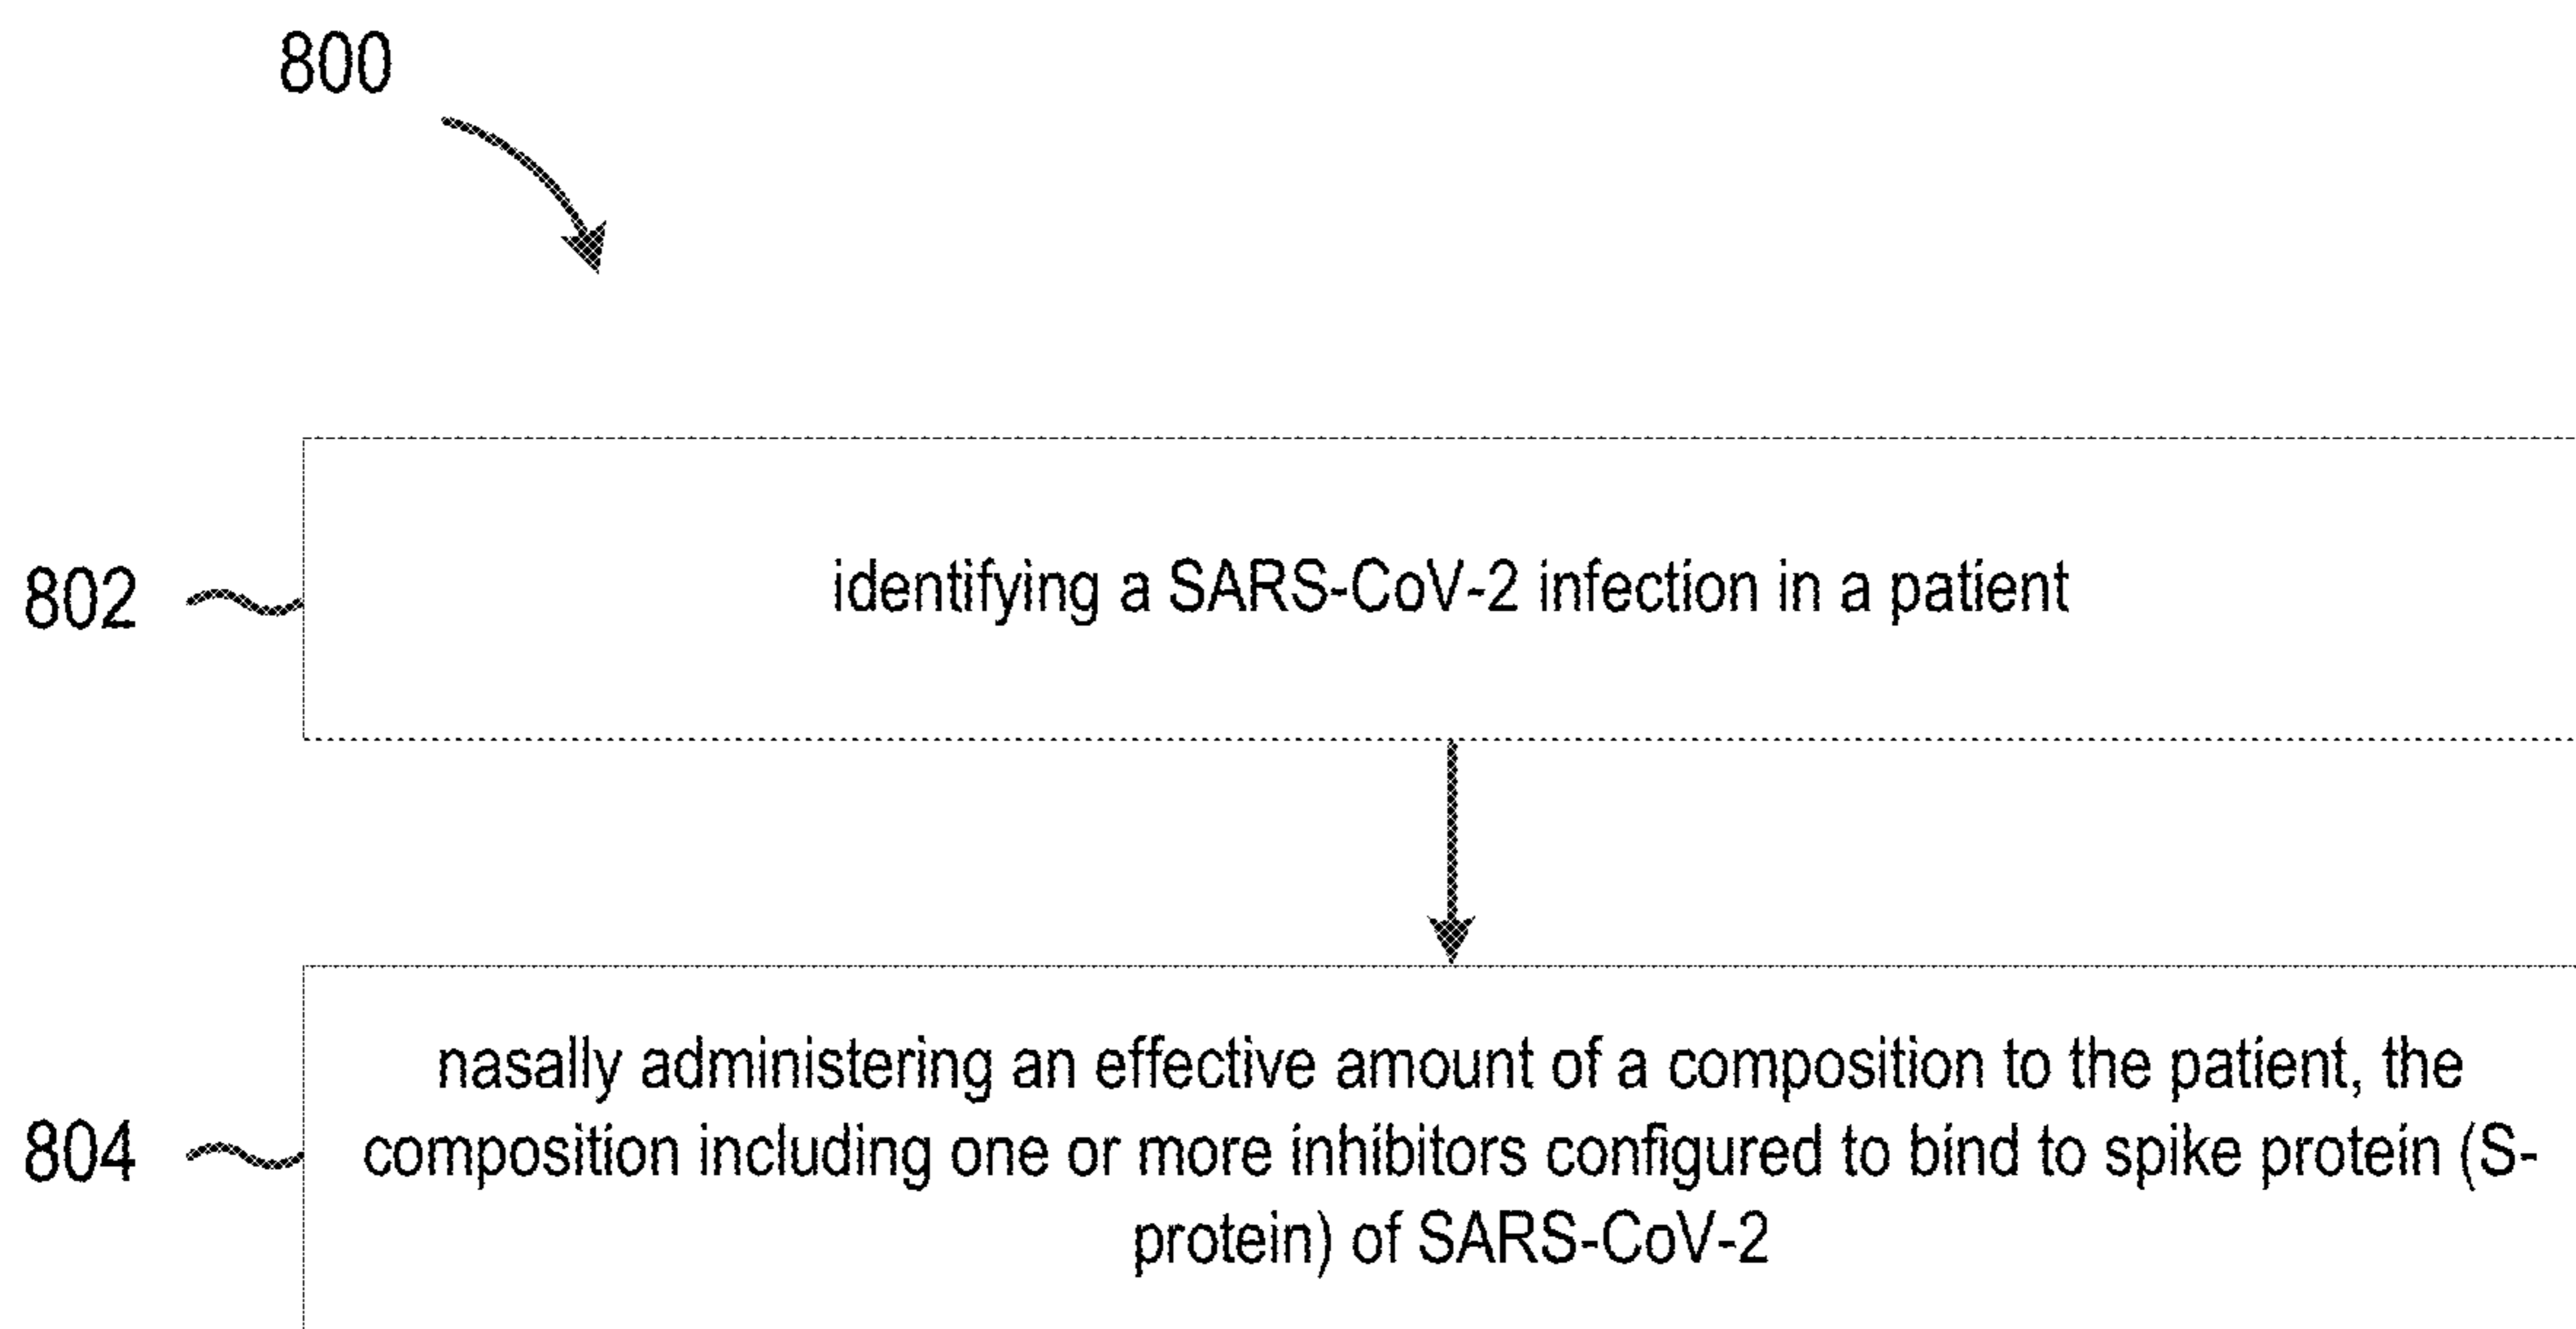 800
802
identifying a SARS-CoV-2 infection in a patient
804
nasally administering an effective amount of a composition to the patient, the
composition including one or more inhibitors configured to bind to spike protein (S-
protein) of SARS-CoV-2